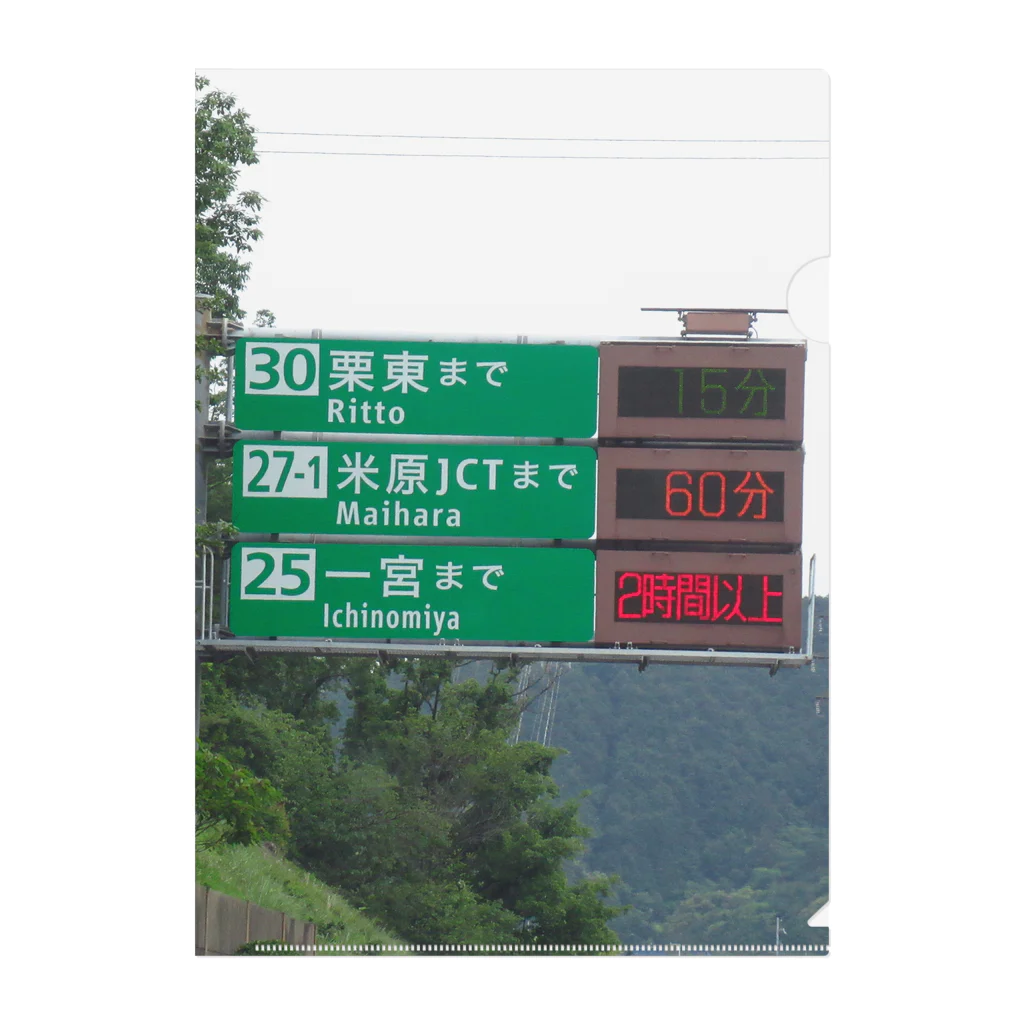 30 栗東まで 15分
Ritto
27-1 米原JCTまで 60分
Maihara
25 一宮まで 2時間以上
Ichinomiya